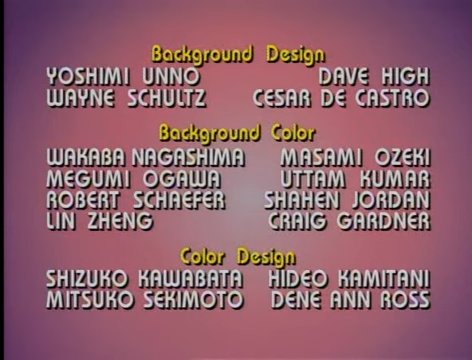 Background Design
YOSHIMI UNNO DAVE HIGH
WAYNE SCHULTZ CESAR DE CASTRO
Background Color
WAKABA NAGASHIMA MASAMI OZEKI
MEGUMI OGAWA UTTAM KUMAR
ROBERT SCHAEFER SHAHEN JORDAN
LIN ZHENG CRAIG GARDNER
Color Design
SHIZUKO KAWABATA HIDEO KAMITANI
MITSUKO SEKIMOTO DENE ANN ROSS